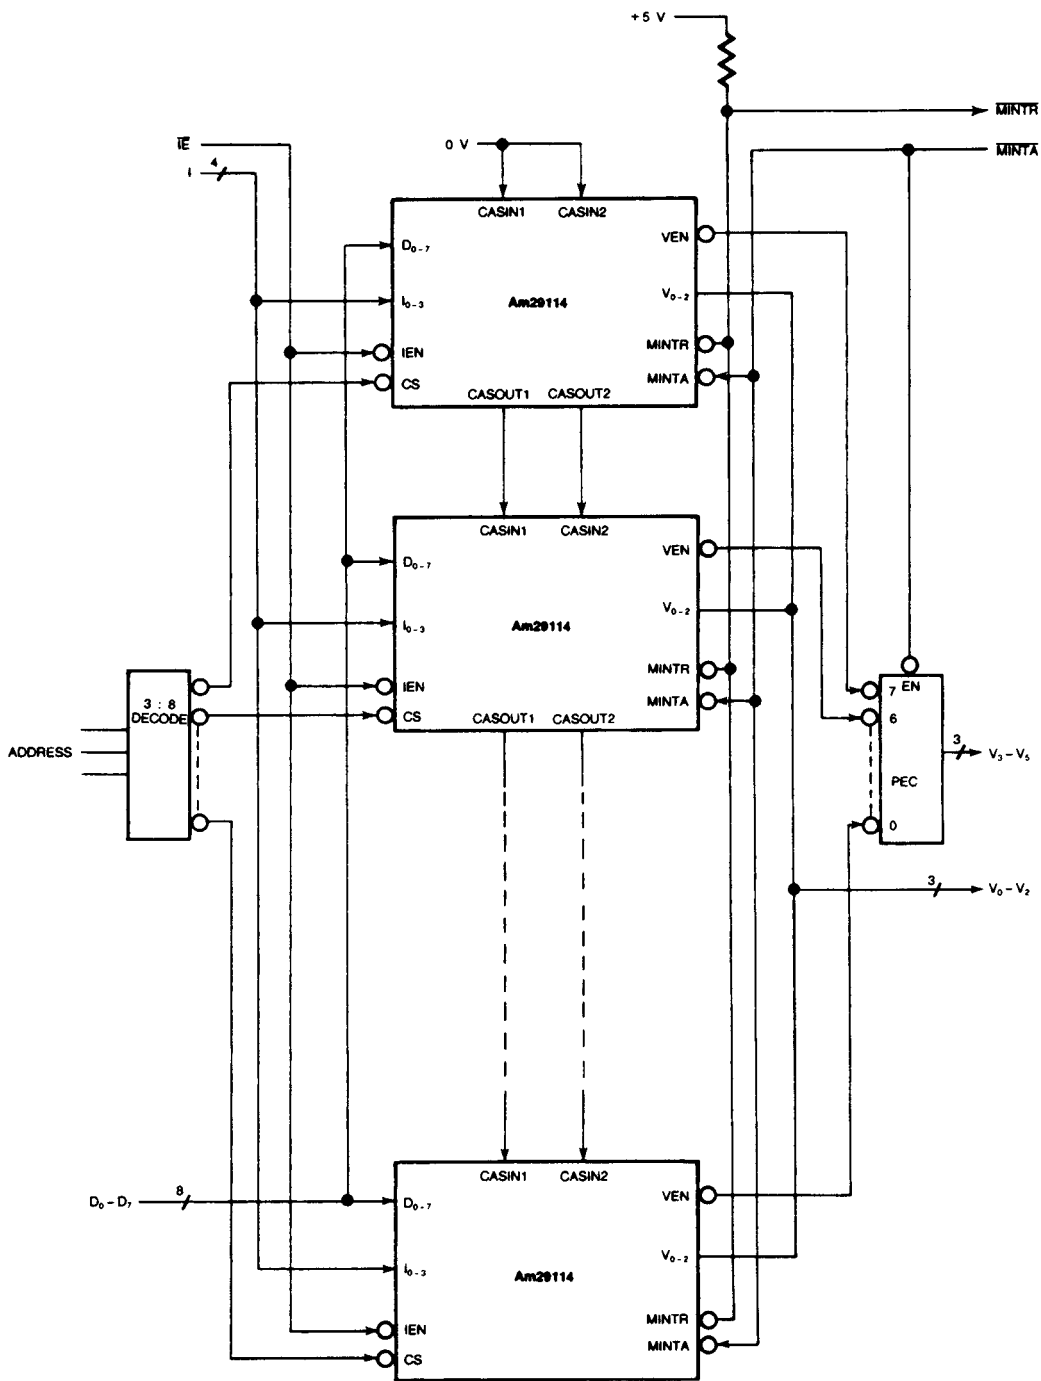 +5 V
MINTR
IE
0 V
MINTA
4
I
CASIN1 CASIN2
D0-7
VEN
I0-3
Am29114
V0-2
IEN
MINTR
CS
MINTA
CASOUT1 CASOUT2
CASIN1 CASIN2
D0-7
VEN
I0-3
Am29114
V0-2
IEN
MINTR
CS
MINTA
CASOUT1 CASOUT2
3 : 8
DECODE
ADDRESS
EN
7
6
PEC
0
3
V3 – V5
3
V0 – V2
CASIN1 CASIN2
8
D0 – D7
D0-7
VEN
I0-3
Am29114
V0-2
IEN
MINTR
CS
MINTA